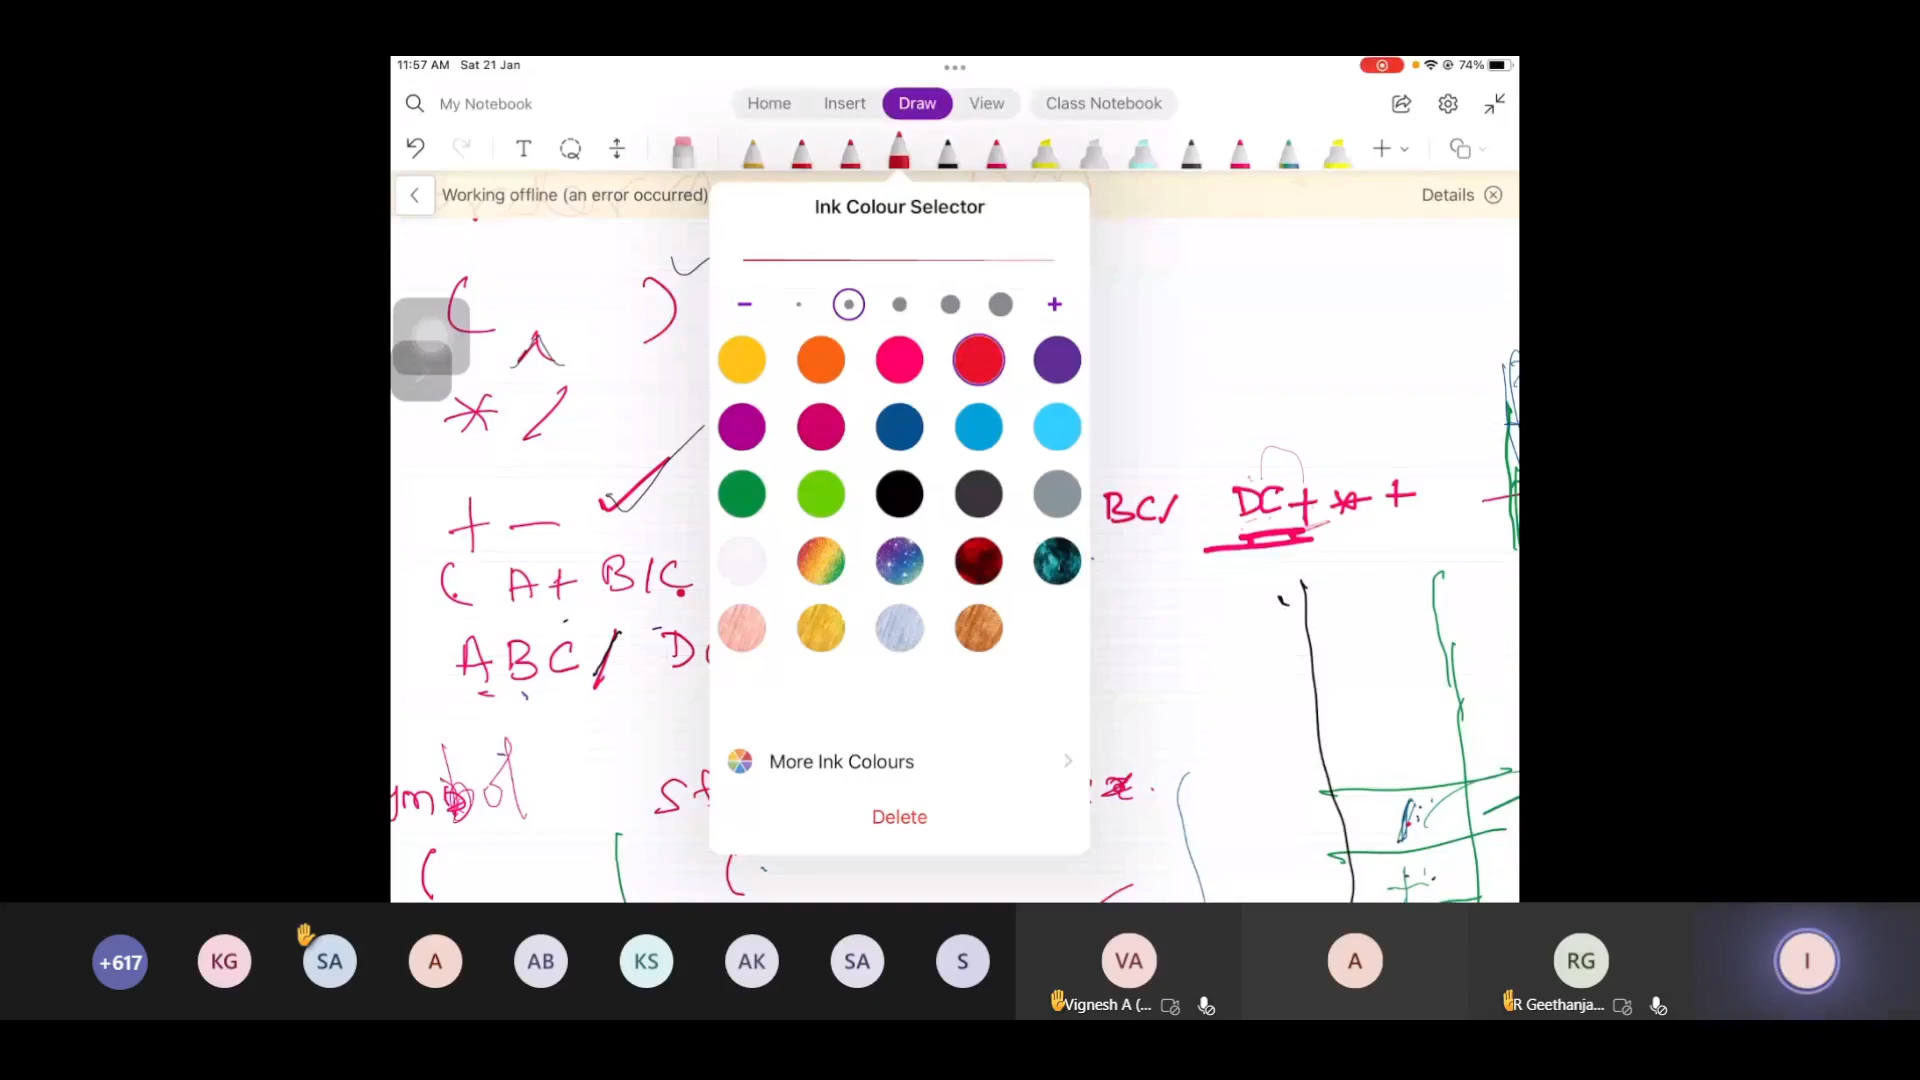 11:57 AM Sat 21 Jan
74%
My Notebook
Home Insert Draw View Class Notebook
T
Working offline (an error occurred)
Details
Ink Colour Selector
( )
* /
+ -
( A + B / C
A B C /
BC/ DC + * +
More Ink Colours
Delete
(
(
+617 KG SA A AB KS AK SA S VA A RG I
Vignesh A (...
R Geethanja...